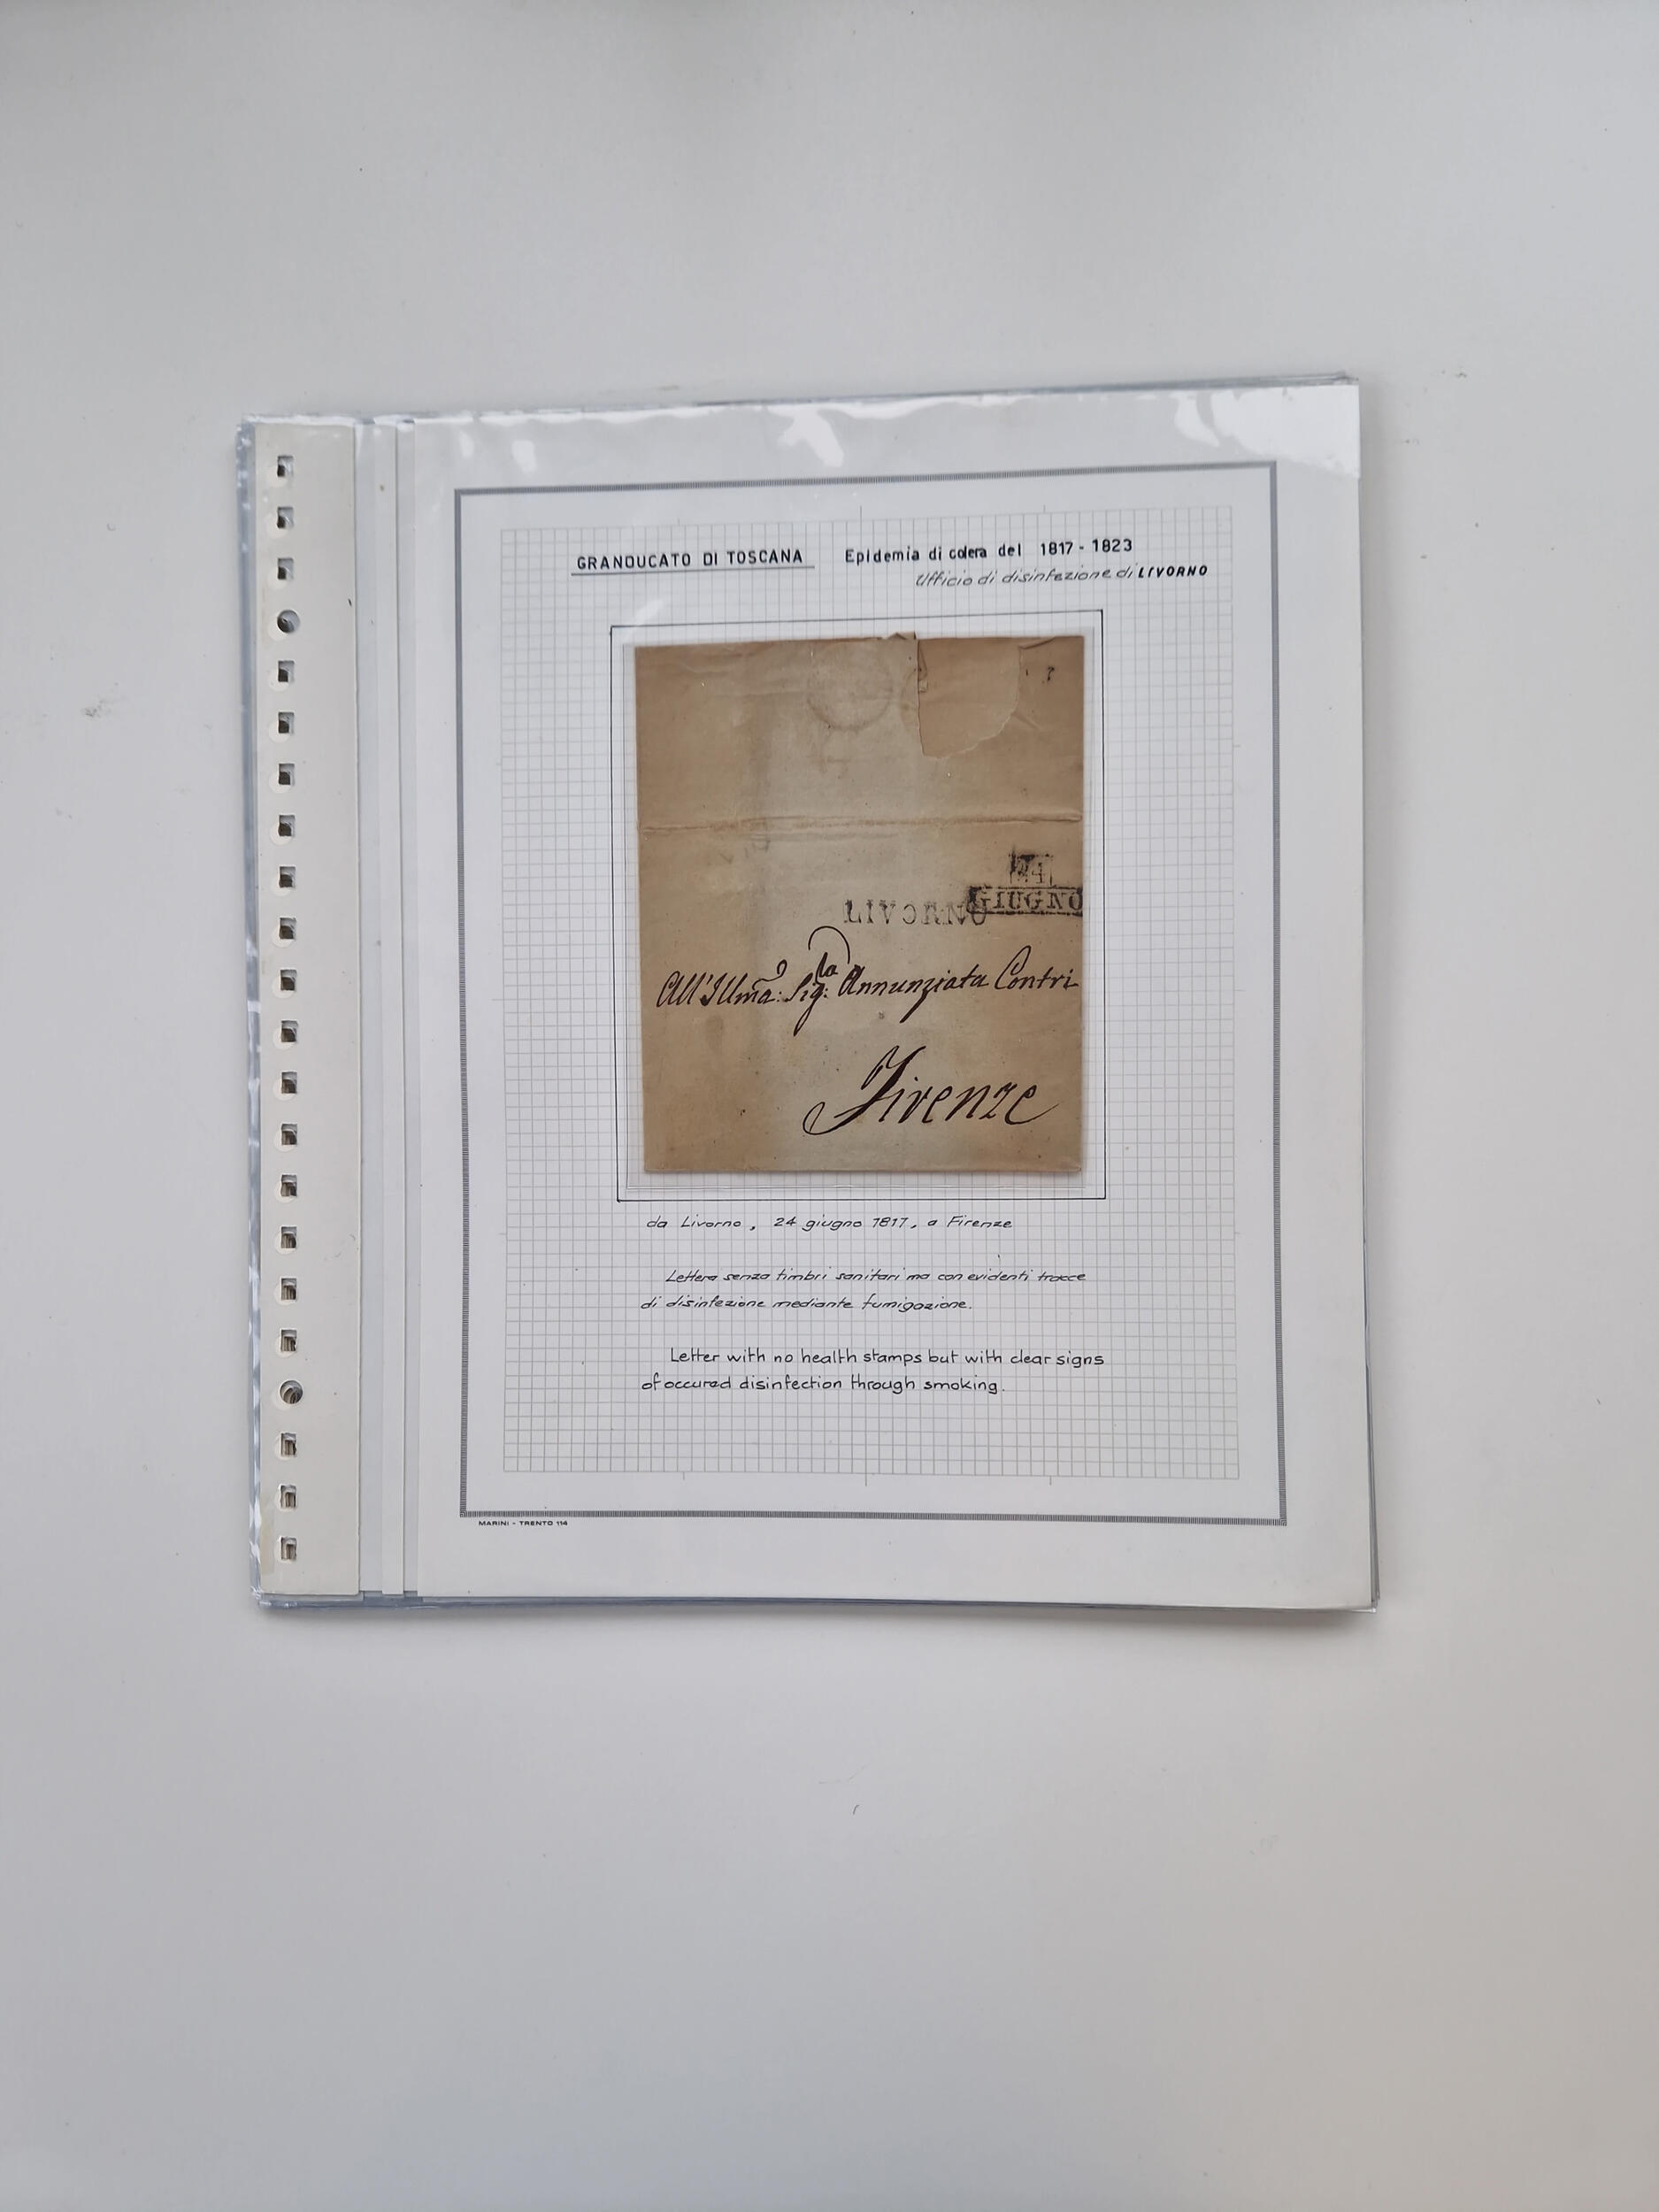 GRANDUCATO DI TOSCANA Epidemia di colera del 1817 - 1823
Ufficio di disinfezione di LIVORNO
24
GIUGNO
LIVORNO
All'Illma: Sig:la Annunziata Contri
Firenze
da Livorno, 24 giugno 1817, a Firenze
Lettera senza timbri sanitari ma con evidenti tracce
di disinfezione mediante fumigazione.
Letter with no health stamps but with clear signs
of occured disinfection through smoking.
MARINI - TRENTO 114